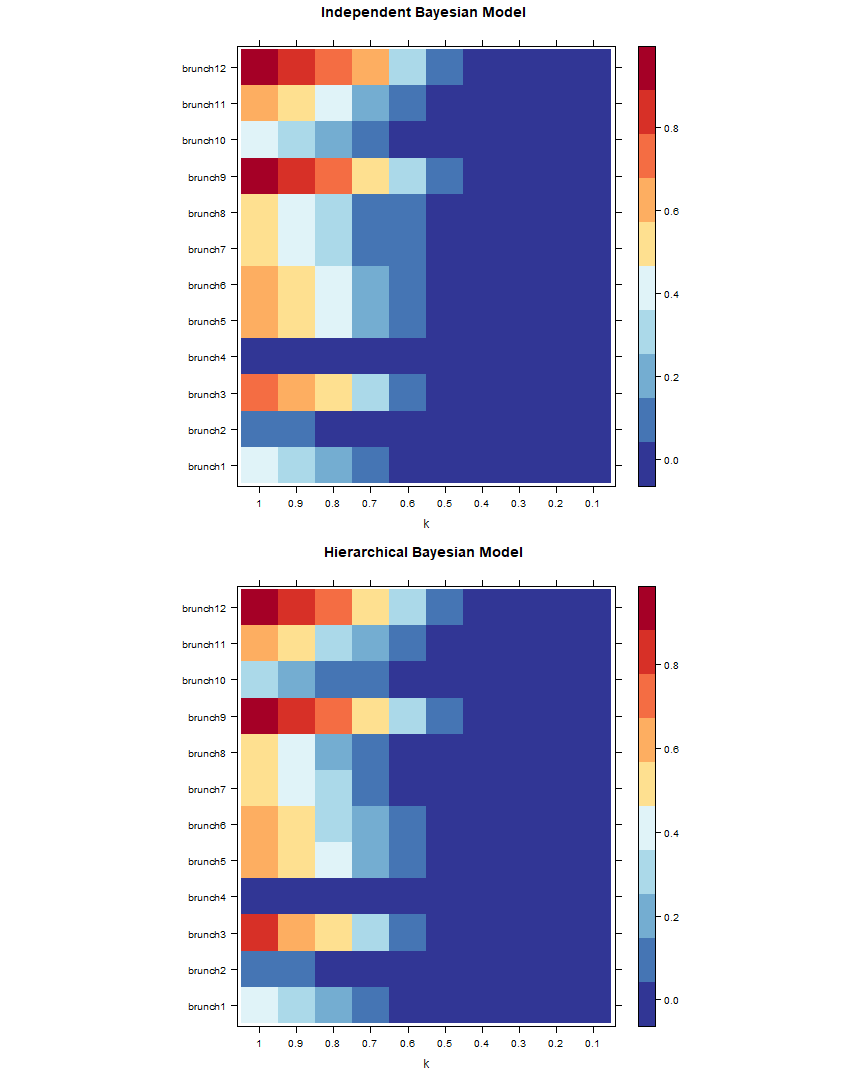 Independent Bayesian Model
brunch12
brunch11
brunch10
brunch9
brunch8
brunch7
brunch6
brunch5
brunch4
brunch3
brunch2
brunch1
1 0.9 0.8 0.7 0.6 0.5 0.4 0.3 0.2 0.1
k
0.8
0.6
0.4
0.2
0.0
Hierarchical Bayesian Model
brunch12
brunch11
brunch10
brunch9
brunch8
brunch7
brunch6
brunch5
brunch4
brunch3
brunch2
brunch1
1 0.9 0.8 0.7 0.6 0.5 0.4 0.3 0.2 0.1
k
0.8
0.6
0.4
0.2
0.0